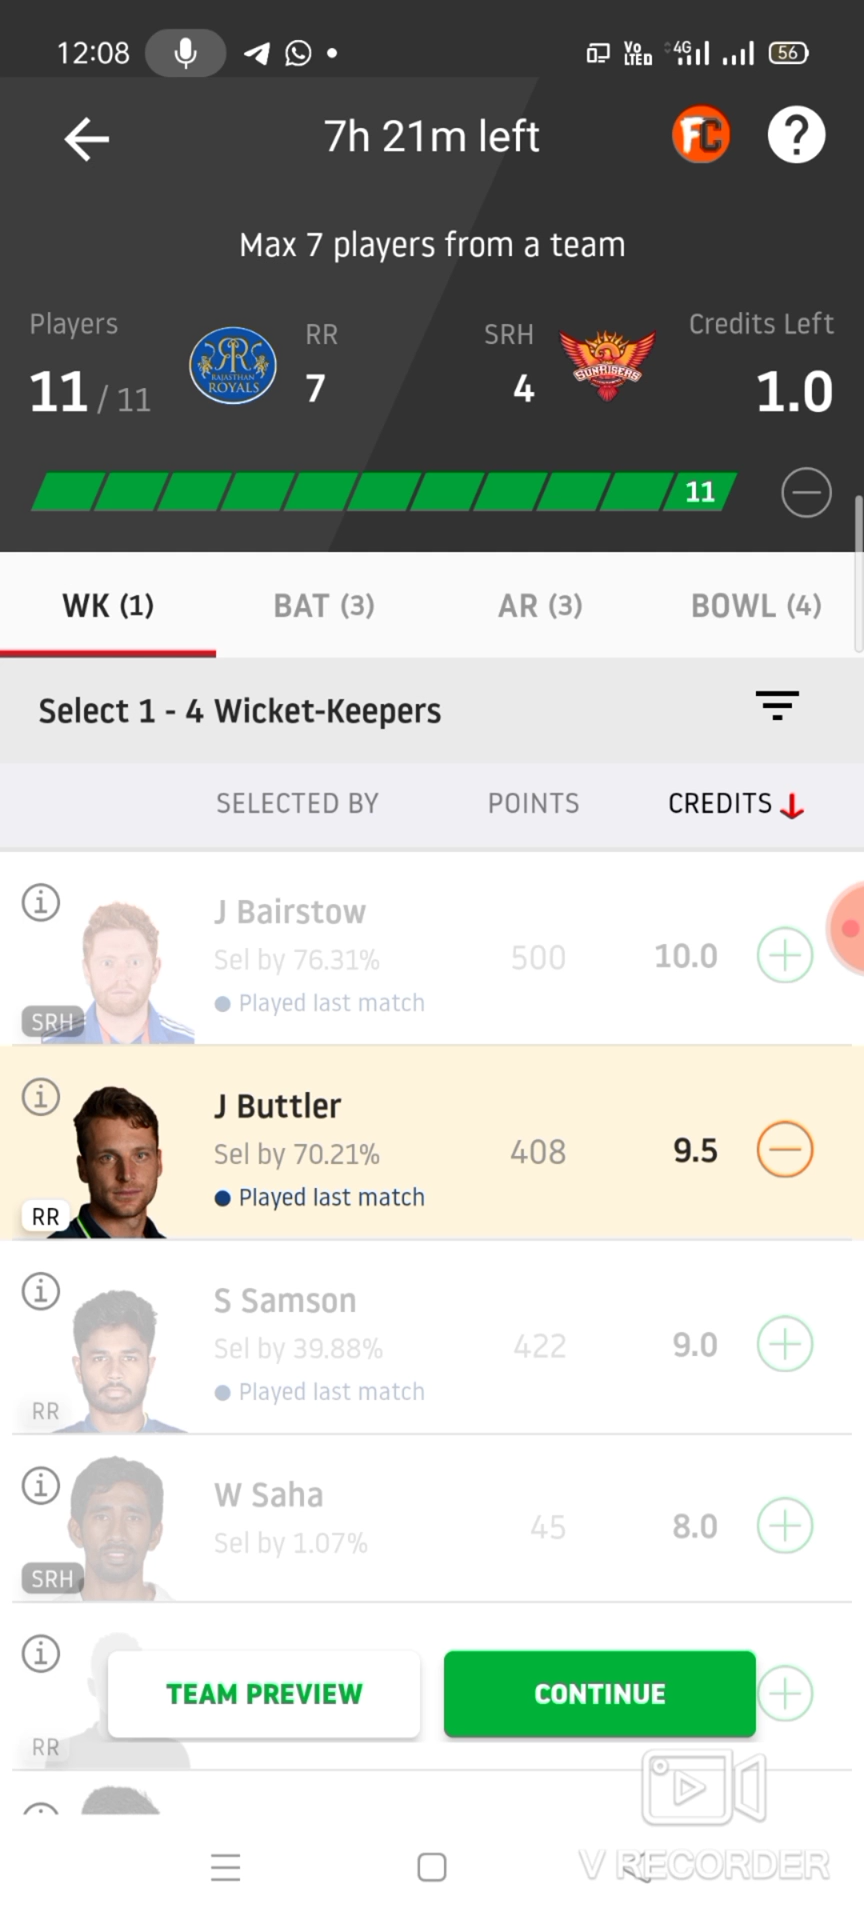 12:08
Vo LTED 4G 56
7h 21m left
FC ?
Max 7 players from a team
Players RR SRH Credits Left
11 / 11 7 4 1.0
RAJASTHAN ROYALS
SUNRISERS
11
WK (1) BAT (3) AR (3) BOWL (4)
Select 1 - 4 Wicket-Keepers
SELECTED BY POINTS CREDITS
J Bairstow
Sel by 76.31% 500 10.0
Played last match
SRH
J Buttler
Sel by 70.21% 408 9.5
Played last match
RR
S Samson
Sel by 39.88% 422 9.0
Played last match
RR
W Saha
Sel by 1.07% 45 8.0
SRH
TEAM PREVIEW CONTINUE
RR
V RECORDER